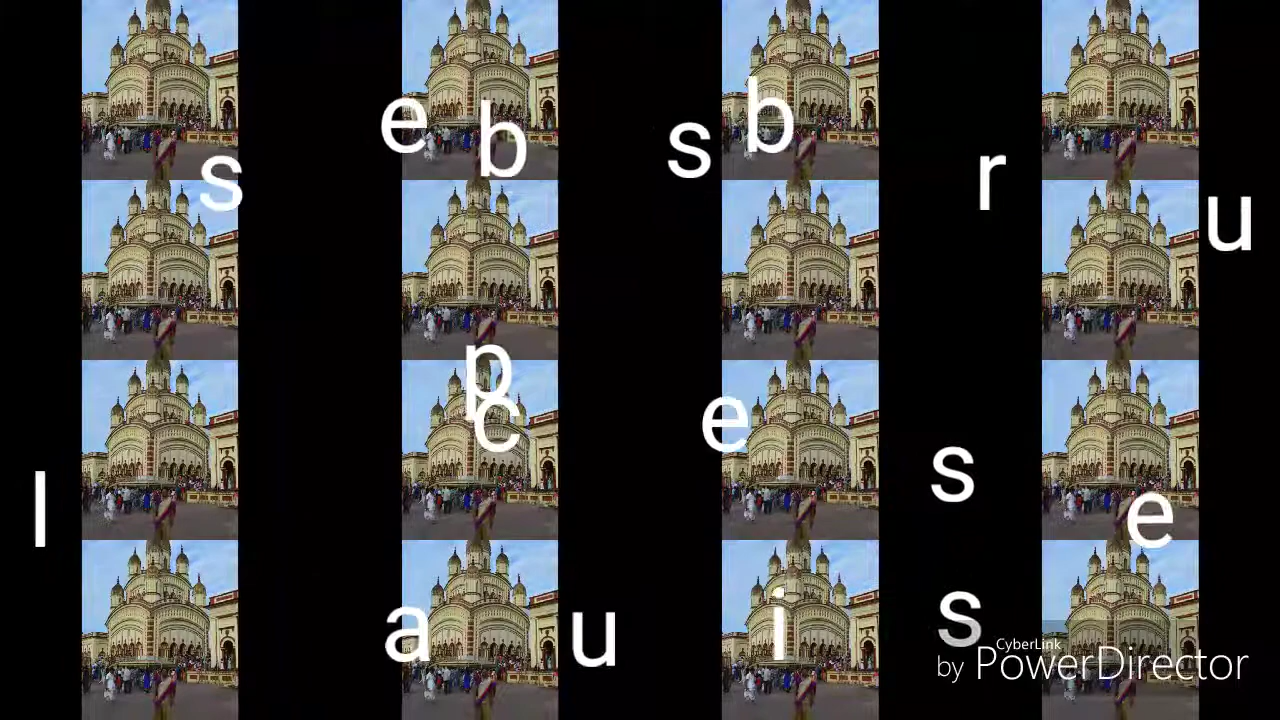 e b s b
s r u
p
c e
l s e
a u i s
CyberLink
by PowerDirector